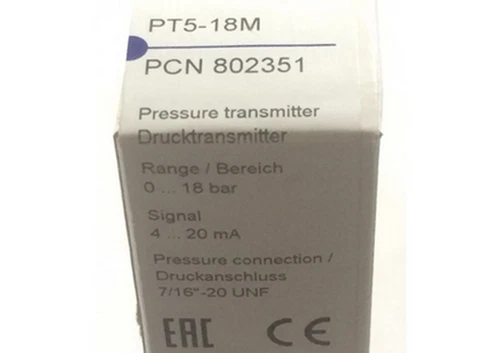 PT5-18M
PCN 802351
Pressure transmitter
Drucktransmitter
Range / Bereich
0 ... 18 bar
Signal
4 ... 20 mA
Pressure connection /
Druckanschluss
7/16"-20 UNF
EAC CE